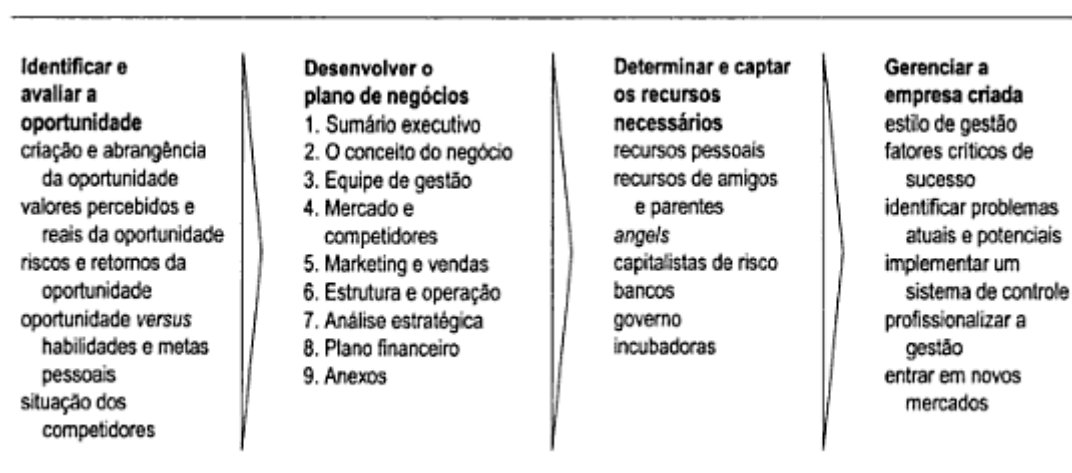 Identificar e
avaliar a
oportunidade
criação e abrangência
da oportunidade
valores percebidos e
reais da oportunidade
riscos e retornos da
oportunidade
oportunidade versus
habilidades e metas
pessoais
situação dos
competidores
Desenvolver o
plano de negócios
1. Sumário executivo
2. O conceito do negócio
3. Equipe de gestão
4. Mercado e
competidores
5. Marketing e vendas
6. Estrutura e operação
7. Análise estratégica
8. Plano financeiro
9. Anexos
Determinar e captar
os recursos
necessários
recursos pessoais
recursos de amigos
e parentes
angels
capitalistas de risco
bancos
governo
incubadoras
Gerenciar a
empresa criada
estilo de gestão
fatores críticos de
sucesso
identificar problemas
atuais e potenciais
implementar um
sistema de controle
profissionalizar a
gestão
entrar em novos
mercados